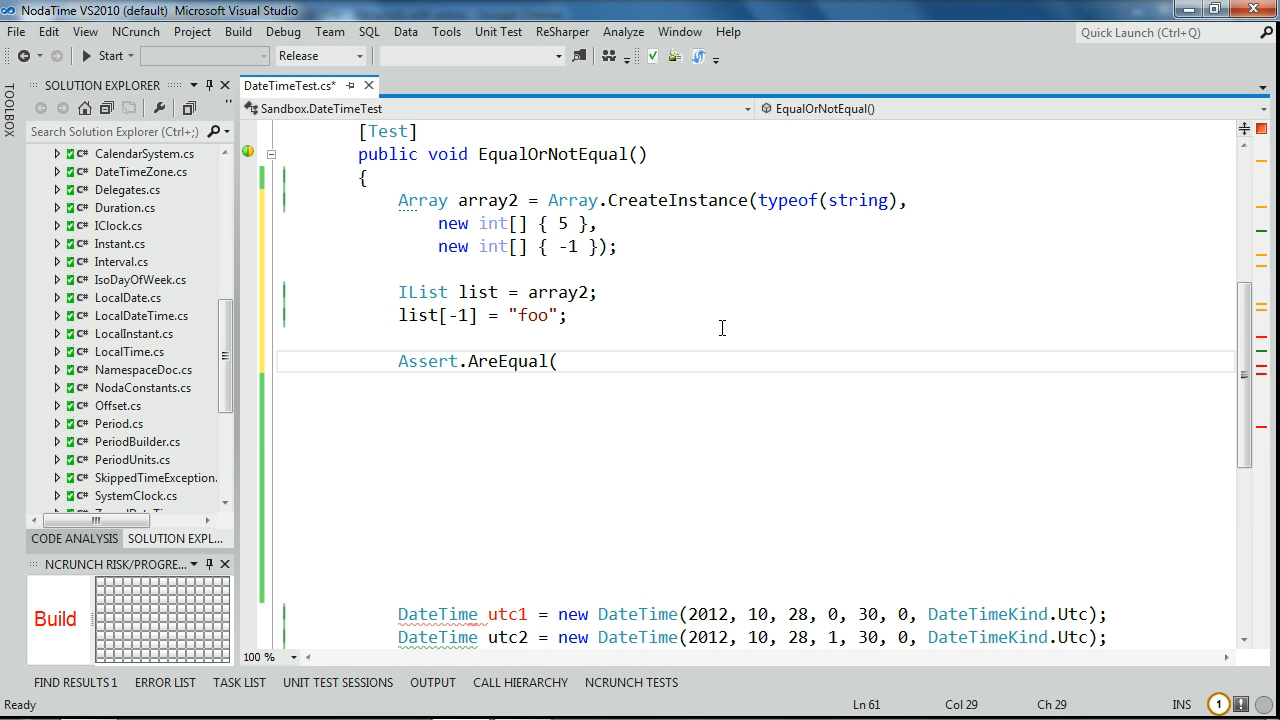 NodaTime VS2010 (default)  Microsoft Visual Studio
File Edit View NCrunch Project Build Debug Team SQL Data Tools Unit Test ReSharper Analyze Window Help
Quick Launch (Ctrl+Q)
Start Release
TOOLBOX
SOLUTION EXPLORER
DateTimeTest.cs*
Sandbox.DateTimeTest
EqualOrNotEqual()
Search Solution Explorer (Ctrl+;)
C# CalendarSystem.cs
C# DateTimeZone.cs
C# Delegates.cs
C# Duration.cs
C# IClock.cs
C# Instant.cs
C# Interval.cs
C# IsoDayOfWeek.cs
C# LocalDate.cs
C# LocalDateTime.cs
C# LocalInstant.cs
C# LocalTime.cs
C# NamespaceDoc.cs
C# NodaConstants.cs
C# Offset.cs
C# Period.cs
C# PeriodBuilder.cs
C# PeriodUnits.cs
C# SkippedTimeException.
C# SystemClock.cs
CODE ANALYSIS SOLUTION EXPL...
NCRUNCH RISK/PROGRE...
Build
[Test]
public void EqualOrNotEqual()
{
Array array2 = Array.CreateInstance(typeof(string),
new int[] { 5 },
new int[] { -1 });
IList list = array2;
list[-1] = "foo";
Assert.AreEqual(
DateTime utc1 = new DateTime(2012, 10, 28, 0, 30, 0, DateTimeKind.Utc);
DateTime utc2 = new DateTime(2012, 10, 28, 1, 30, 0, DateTimeKind.Utc);
100 %
FIND RESULTS 1 ERROR LIST TASK LIST UNIT TEST SESSIONS OUTPUT CALL HIERARCHY NCRUNCH TESTS
Ready Ln 61 Col 29 Ch 29 INS 1